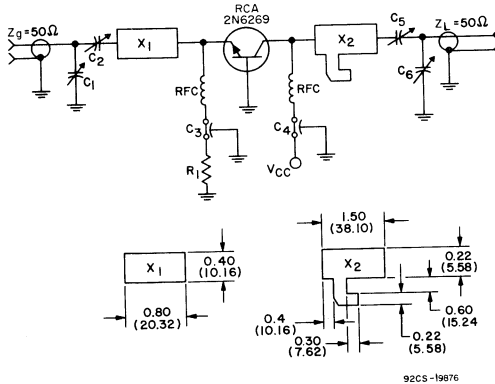 RCA
2N6269
Zg=50Ω
C2
C1
X1
X2
C5
ZL=50Ω
C6
RFC
RFC
C3
C4
R1
VCC
X1
0.40
(10.16)
0.80
(20.32)
1.50
(38.10)
X2
0.22
(5.58)
0.4
(10.16)
0.30
(7.62)
0.60
(15.24
0.22
(5.58)
92CS-19876